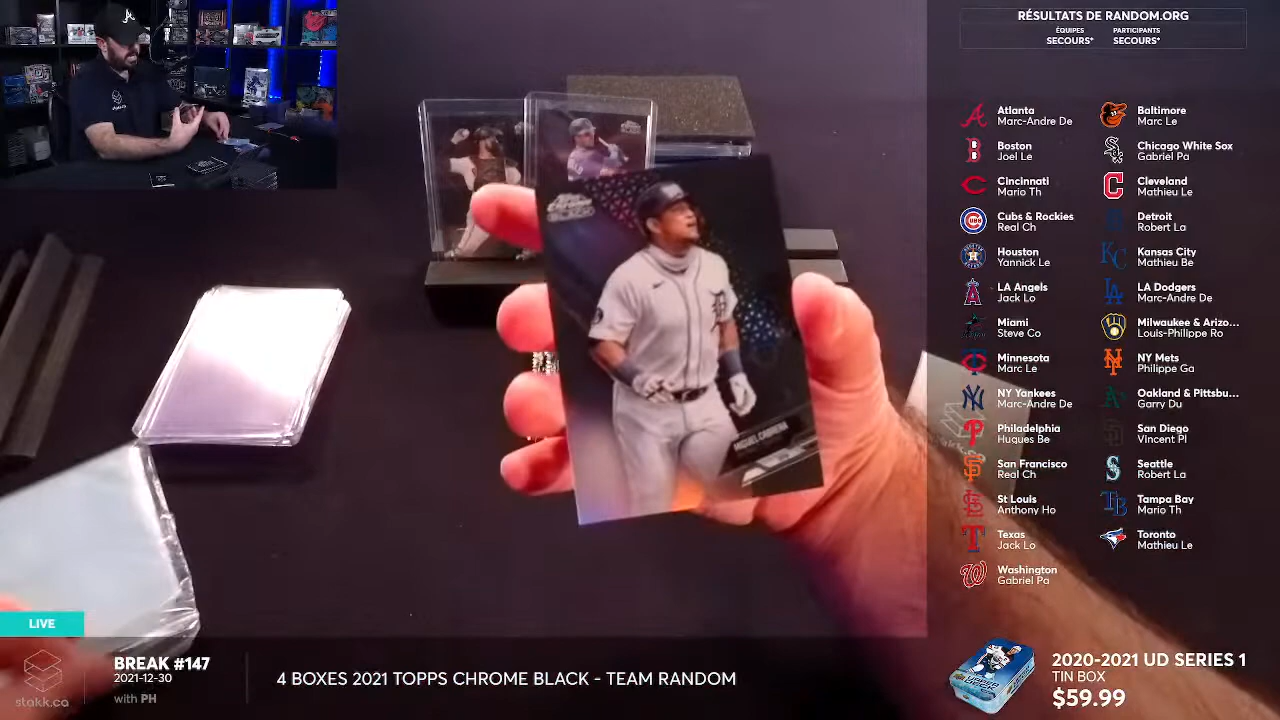 RÉSULTATS DE RANDOM.ORG
ÉQUIPES
SECOURS*
PARTICIPANTS
SECOURS*
Atlanta
Marc-Andre De
Baltimore
Marc Le
Boston
Joel Le
Chicago White Sox
Gabriel Pa
Cincinnati
Mario Th
Cleveland
Mathieu Le
Cubs & Rockies
Real Ch
Detroit
Robert La
Houston
Yannick Le
Kansas City
Mathieu Be
LA Angels
Jack Lo
LA Dodgers
Marc-Andre De
Miami
Steve Co
Milwaukee & Arizo...
Louis-Philippe Ro
Minnesota
Marc Le
NY Mets
Philippe Ga
NY Yankees
Marc-Andre De
Oakland & Pittsbu...
Garry Du
Philadelphia
Hugues Be
San Diego
Vincent Pl
San Francisco
Real Ch
Seattle
Robert La
St Louis
Anthony Ho
Tampa Bay
Mario Th
Texas
Jack Lo
Toronto
Mathieu Le
Washington
Gabriel Pa
MIGUEL CABRERA
LIVE
stakk.ca
BREAK #147
2021-12-30
with PH
4 BOXES 2021 TOPPS CHROME BLACK - TEAM RANDOM
2020-2021 UD SERIES 1
TIN BOX
$59.99